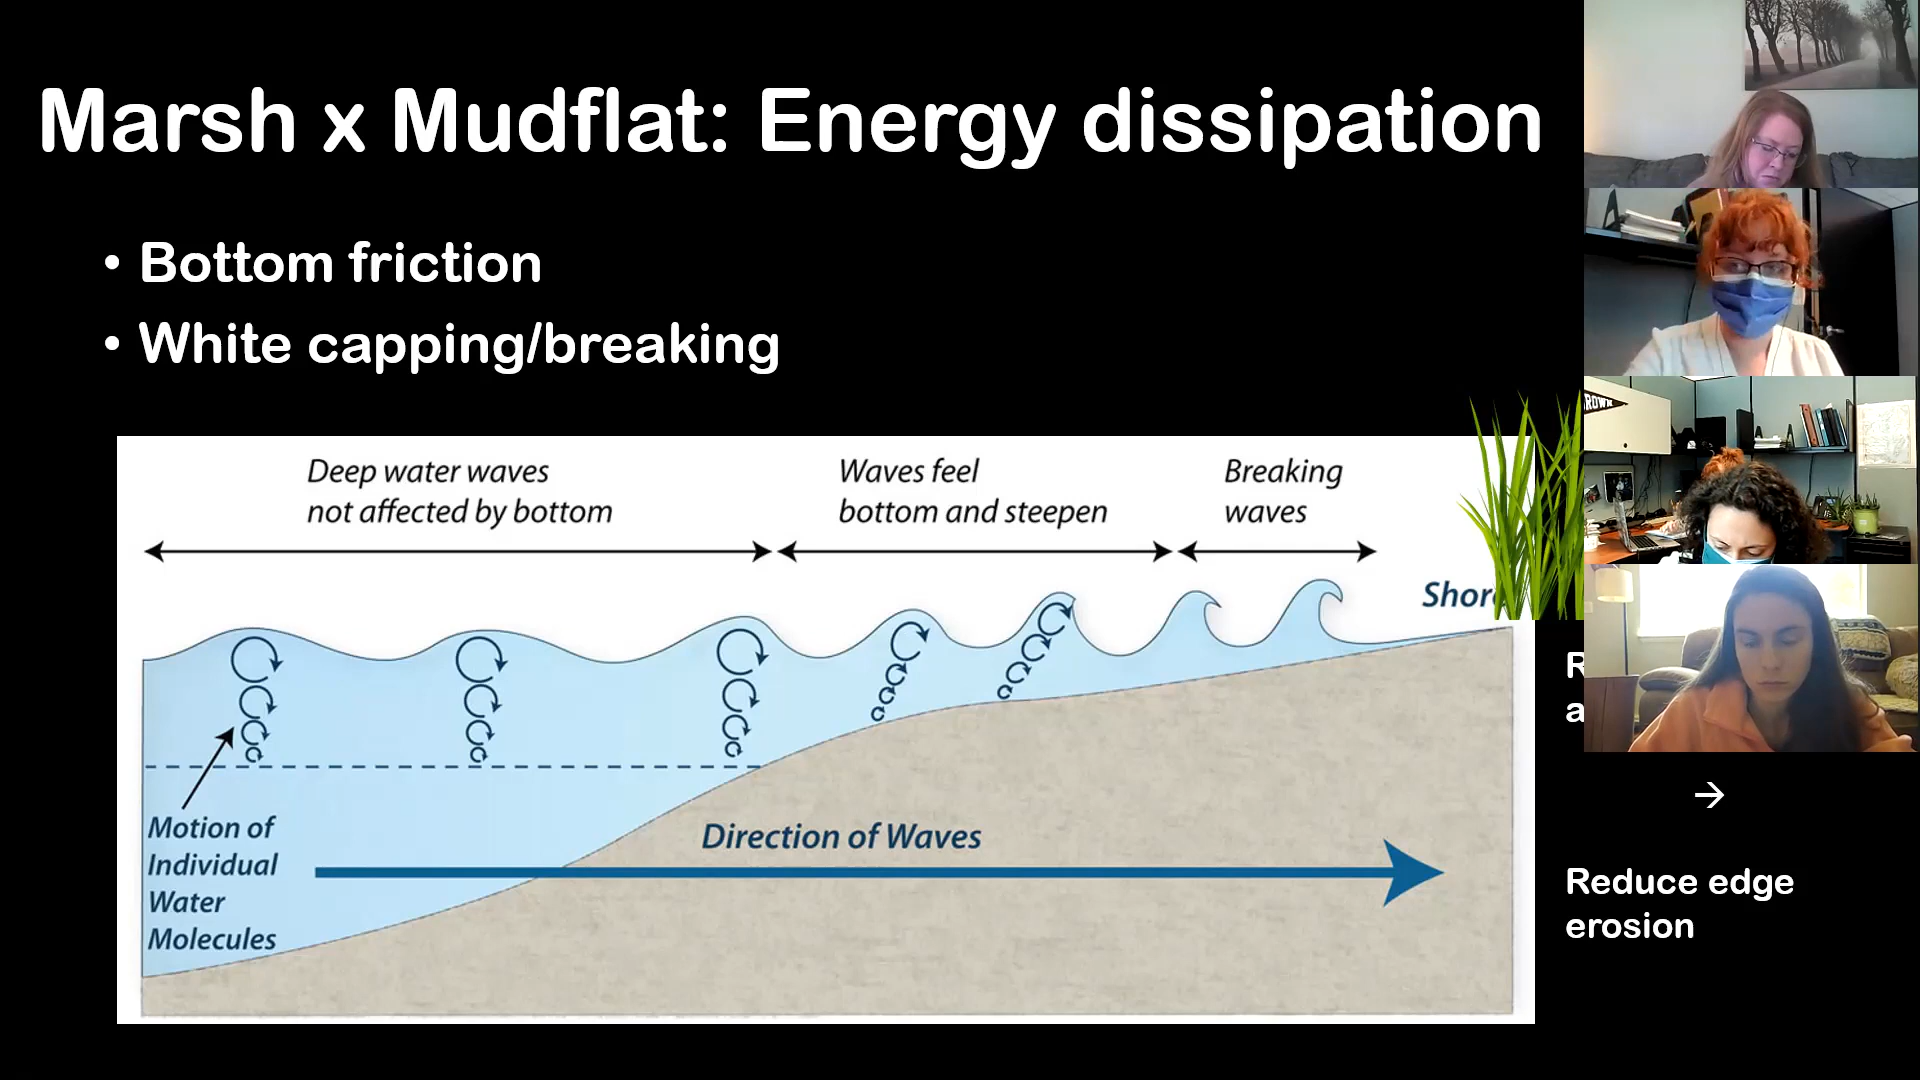 Marsh x Mudflat: Energy dissipation
• Bottom friction
• White capping/breaking
Deep water waves
not affected by bottom
Waves feel
bottom and steepen
Breaking
waves
Motion of
Individual
Water
Molecules
Direction of Waves
→
Reduce edge
erosion